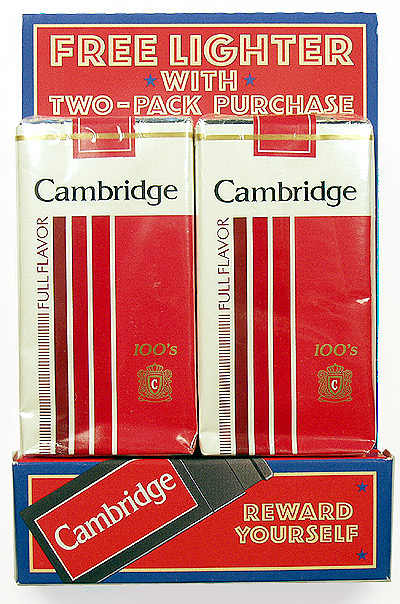 FREE LIGHTER
WITH
TWO-PACK PURCHASE
Cambridge
FULL FLAVOR
100's
C
Cambridge
FULL FLAVOR
100's
C
Cambridge
REWARD
YOURSELF